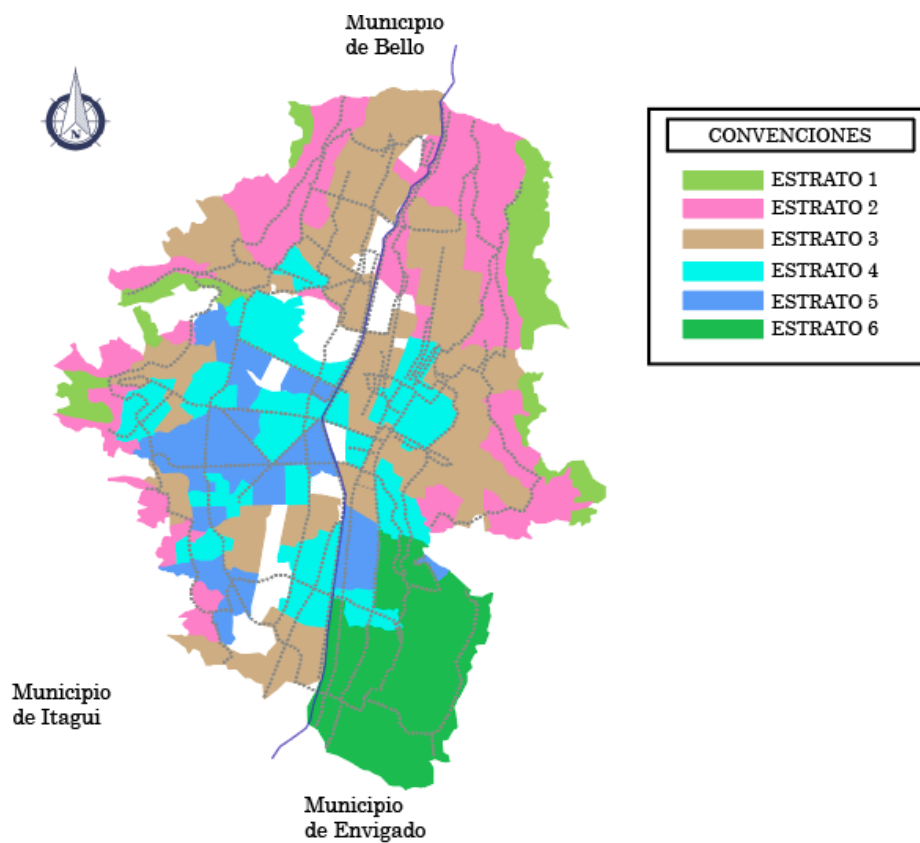 Municipio
de Bello
N
CONVENCIONES
ESTRATO 1
ESTRATO 2
ESTRATO 3
ESTRATO 4
ESTRATO 5
ESTRATO 6
Municipio
de Itagui
Municipio
de Envigado